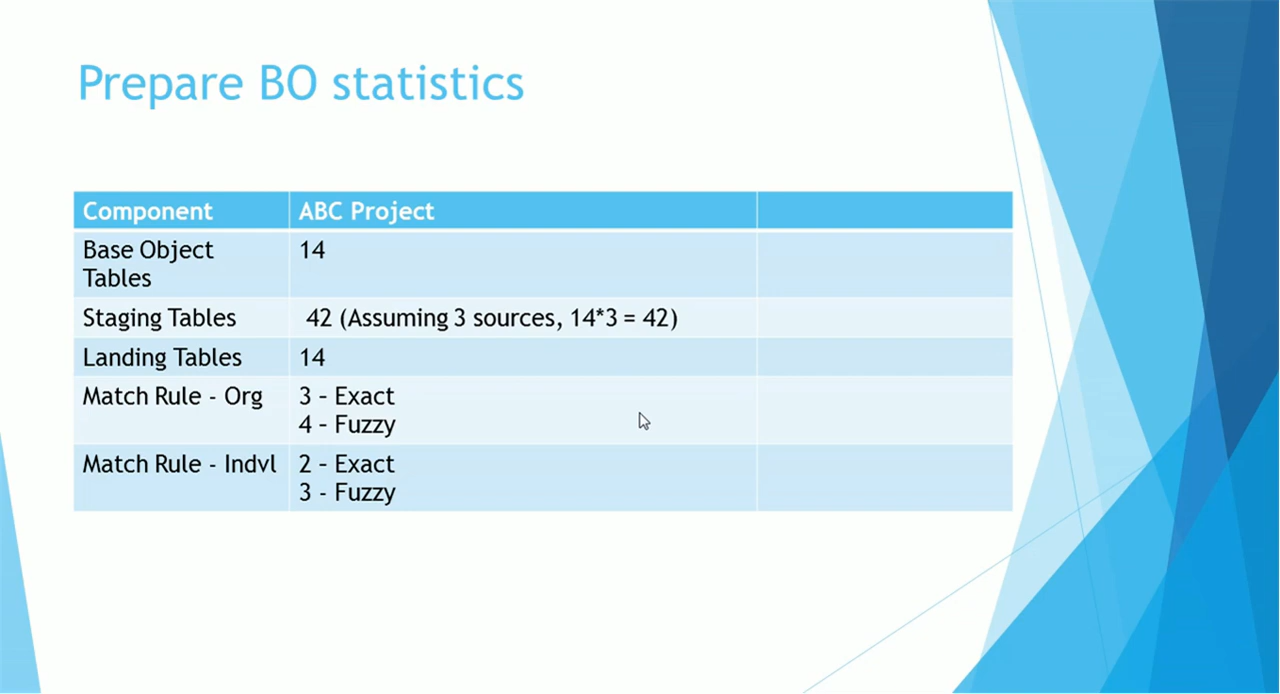 Prepare BO statistics
Component
ABC Project
Base Object
Tables
14
Staging Tables
42 (Assuming 3 sources, 14*3 = 42)
Landing Tables
14
Match Rule - Org
3 – Exact
4 – Fuzzy
Match Rule - Indvl
2 – Exact
3 - Fuzzy